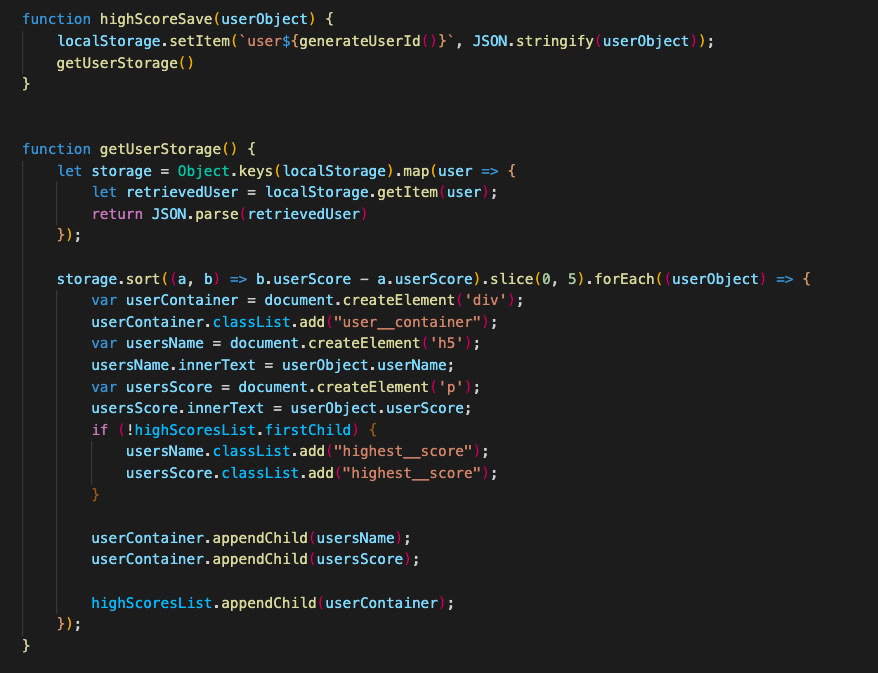 function highScoreSave(userObject) {
    localStorage.setItem(`user${generateUserId()}`, JSON.stringify(userObject));
    getUserStorage()
}
function getUserStorage() {
    let storage = Object.keys(localStorage).map(user => {
        let retrievedUser = localStorage.getItem(user);
        return JSON.parse(retrievedUser)
    });
    storage.sort((a, b) => b.userScore - a.userScore).slice(0, 5).forEach((userObject) => {
        var userContainer = document.createElement('div');
        userContainer.classList.add("user__container");
        var usersName = document.createElement('h5');
        usersName.innerText = userObject.userName;
        var usersScore = document.createElement('p');
        usersScore.innerText = userObject.userScore;
        if (!highScoresList.firstChild) {
            usersName.classList.add("highest__score");
            usersScore.classList.add("highest__score");
        }
        userContainer.appendChild(usersName);
        userContainer.appendChild(usersScore);
        highScoresList.appendChild(userContainer);
    });
}